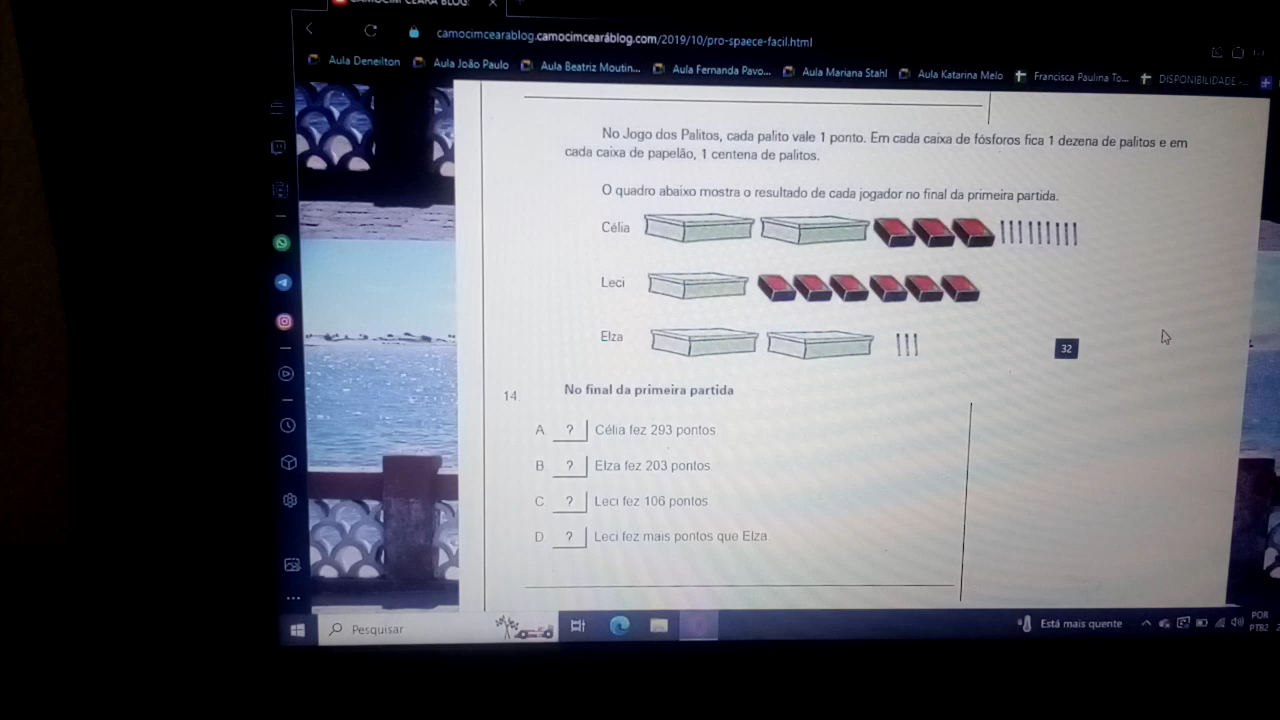 camocimcearablog.camocimcearáblog.com/2019/10/pro-spaece-facil.html
Aula Deneilton
Aula João Paulo
Aula Beatriz Moutin...
Aula Fernanda Pavo...
Aula Mariana Stahl
Aula Katarina Melo
Francisca Paulina To...
DISPONIBILIDADE -...
No Jogo dos Palitos, cada palito vale 1 ponto. Em cada caixa de fósforos fica 1 dezena de palitos e em
cada caixa de papelão, 1 centena de palitos.
O quadro abaixo mostra o resultado de cada jogador no final da primeira partida.
Célia
Leci
Elza
32
14. No final da primeira partida
A ? Célia fez 293 pontos
B ? Elza fez 203 pontos
C ? Leci fez 106 pontos
D ? Leci fez mais pontos que Elza
Pesquisar
Está mais quente
POR
PTB2